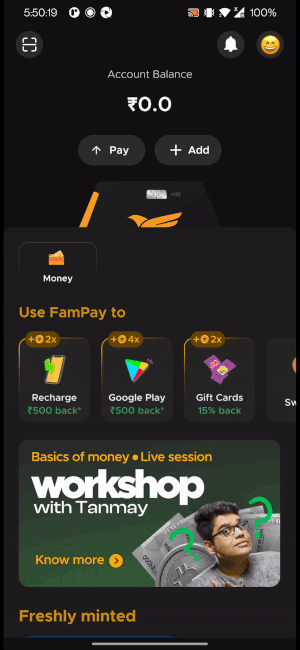 5:50:19
100%
Account Balance
₹0.0
Pay
Add
Money
Use FamPay to
+ 2x
+ 4x
+ 2x
Recharge
₹500 back*
Google Play
₹500 back*
Gift Cards
15% back
Sw
Basics of money • Live session
workshop
with Tanmay
Know more
Freshly minted